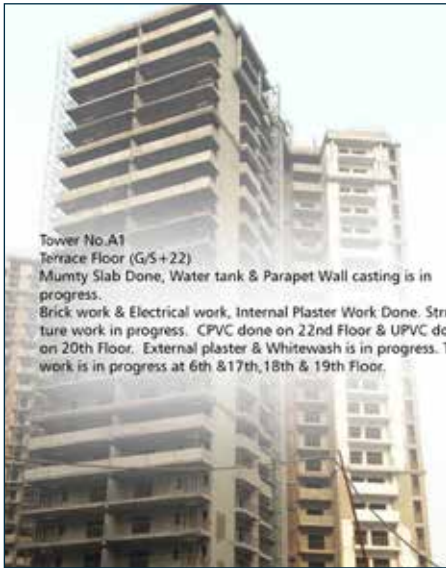 Tower No.A1
Terrace Floor (G/S+22)
Mumty Slab Done, Water tank & Parapet Wall casting is in
progress.
Brick work & Electrical work, Internal Plaster Work Done. Stru
ture work in progress. CPVC done on 22nd Floor & UPVC do
on 20th Floor. External plaster & Whitewash is in progress. T
work is in progress at 6th &17th,18th & 19th Floor.